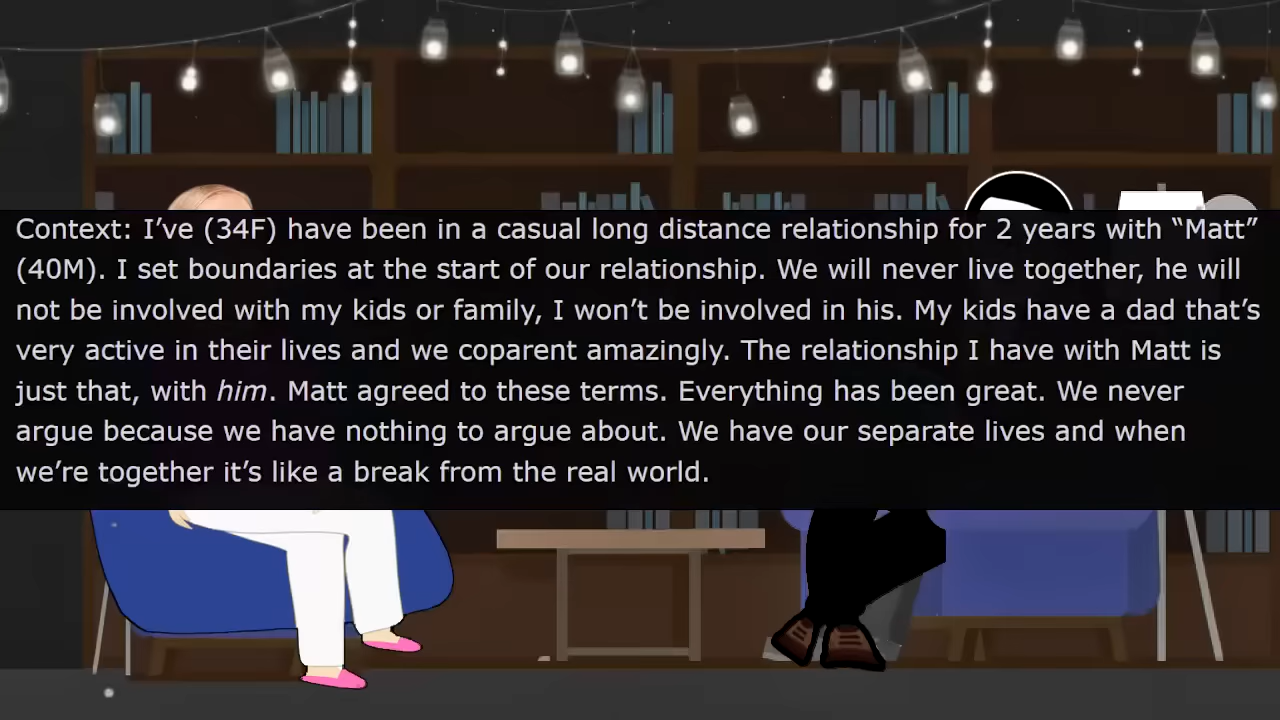 Context: I’ve (34F) have been in a casual long distance relationship for 2 years with “Matt”
(40M). I set boundaries at the start of our relationship. We will never live together, he will
not be involved with my kids or family, I won’t be involved in his. My kids have a dad that’s
very active in their lives and we coparent amazingly. The relationship I have with Matt is
just that, with him. Matt agreed to these terms. Everything has been great. We never
argue because we have nothing to argue about. We have our separate lives and when
we’re together it’s like a break from the real world.